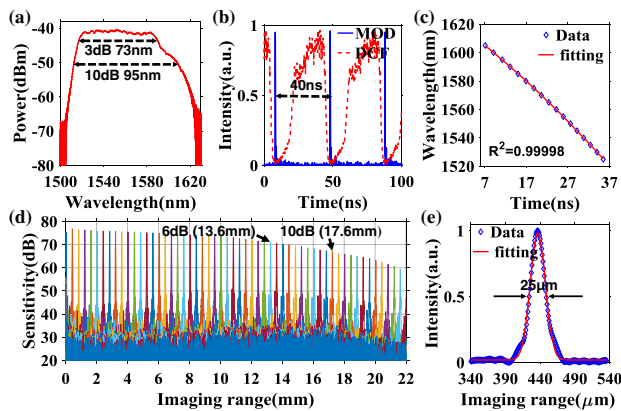 (a)
-40
-50
-60
-70
-80
Power(dBm)
3dB 73nm
10dB 95nm
1500 1540 1580 1620
Wavelength(nm)
(b)
1
0.5
0
Intensity(a.u.)
MOD
DCF
40ns
0 50 100
Time(ns)
(c)
1620
1600
1580
1560
1540
1520
Wavelength(nm)
Data
fitting
R²=0.99998
7 17 27 37
Time(ns)
(d)
80
70
60
50
40
30
20
Sensitivity(dB)
6dB (13.6mm) 10dB (17.6mm)
0 2 4 6 8 10 12 14 16 18 20 22
Imaging range(mm)
(e)
1
0.5
0
Intensity(a.u.)
Data
fitting
25μm
340 390 440 490 540
Imaging range(μm)